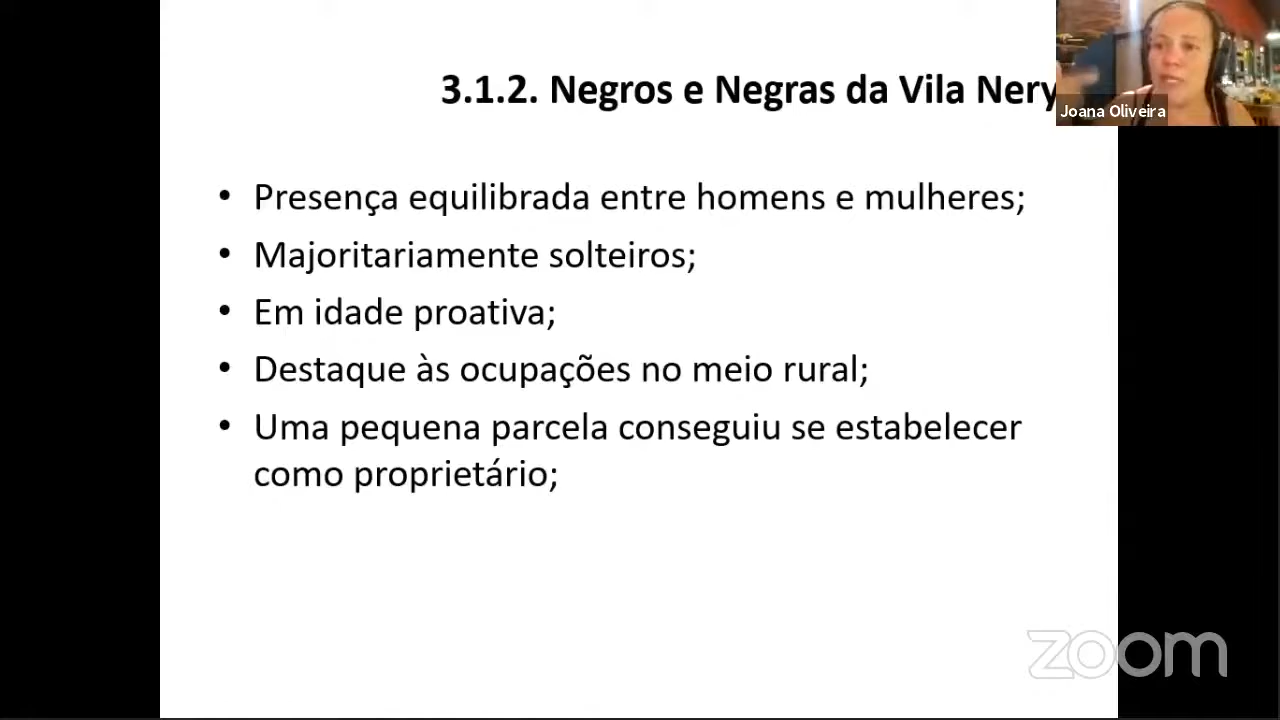 3.1.2. Negros e Negras da Vila Nery
Joana Oliveira
• Presença equilibrada entre homens e mulheres;
• Majoritariamente solteiros;
• Em idade proativa;
• Destaque às ocupações no meio rural;
• Uma pequena parcela conseguiu se estabelecer
como proprietário;
zoom